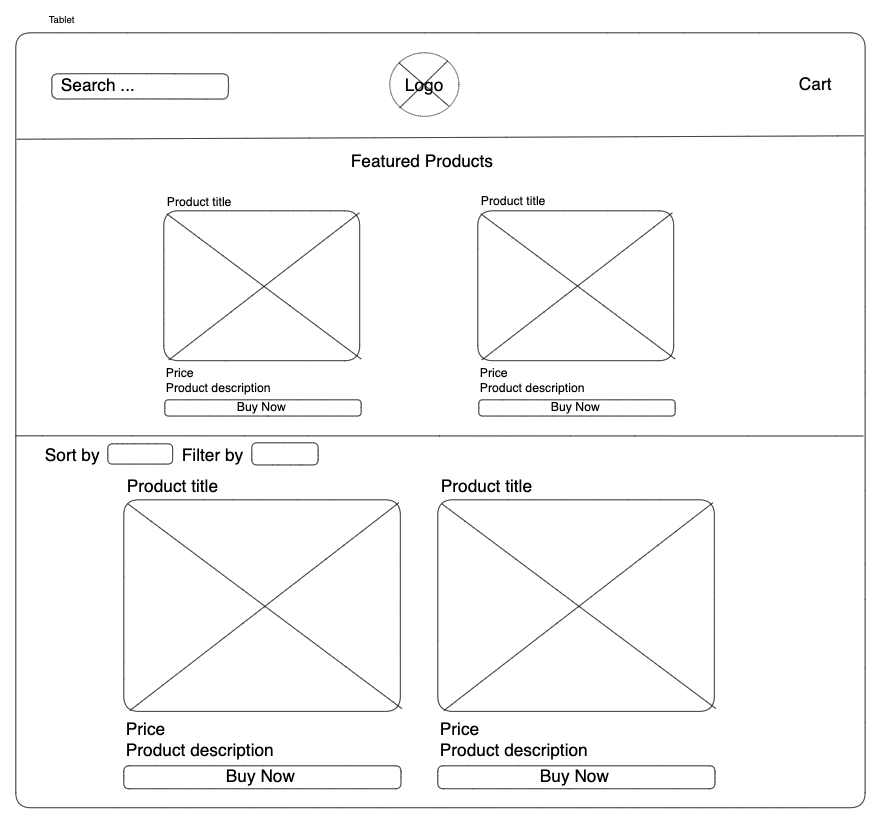 Tablet
Search ...
Logo
Cart
Featured Products
Product title
Product title
Price
Product description
Buy Now
Price
Product description
Buy Now
Sort by
Filter by
Product title
Product title
Price
Product description
Buy Now
Price
Product description
Buy Now